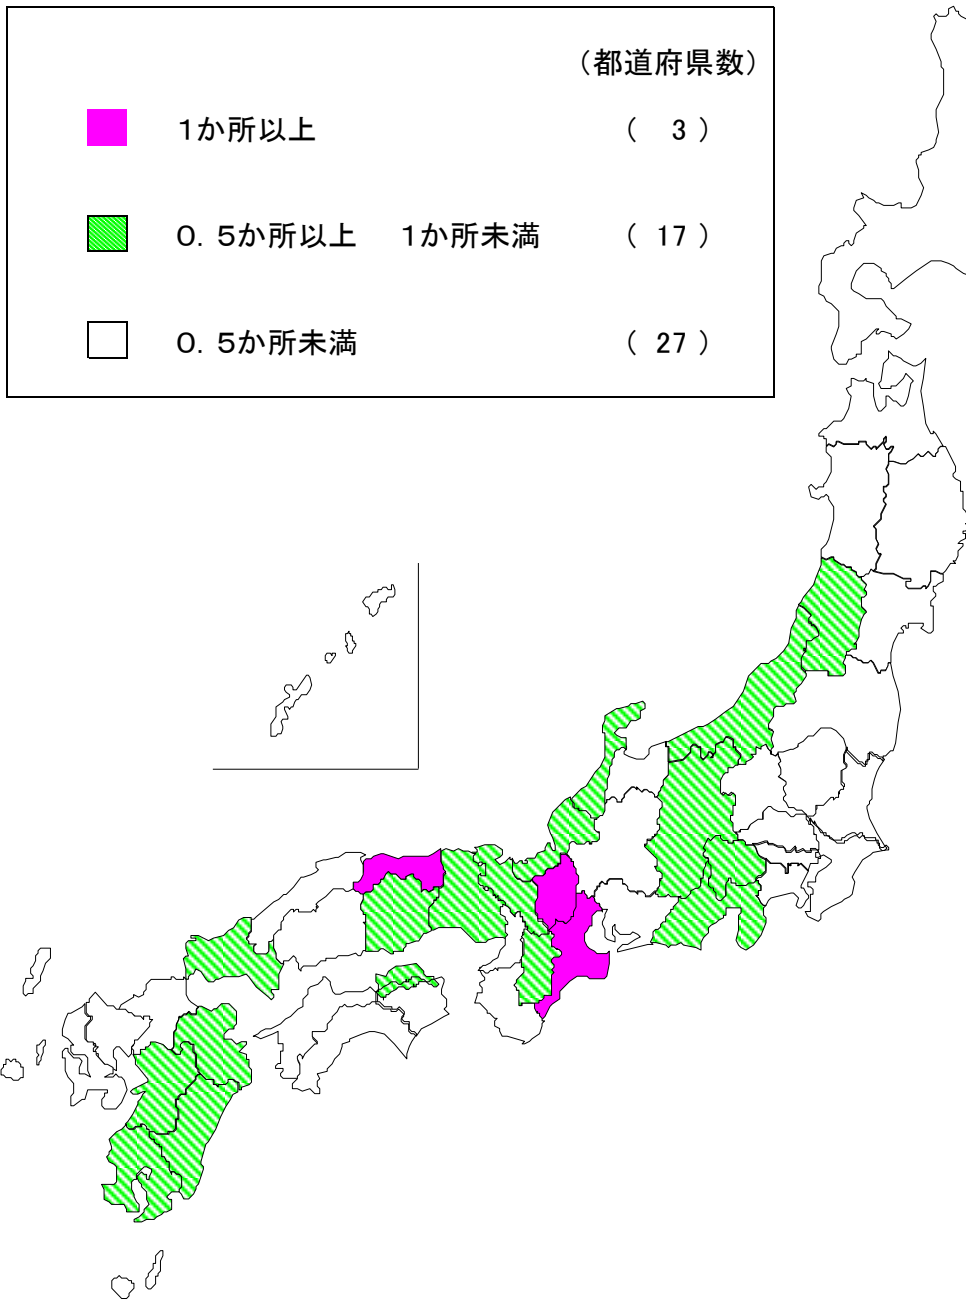 （都道府県数）
１か所以上 （ 3 ）
０．５か所以上 １か所未満 （ 17 ）
０．５か所未満 （ 27 ）